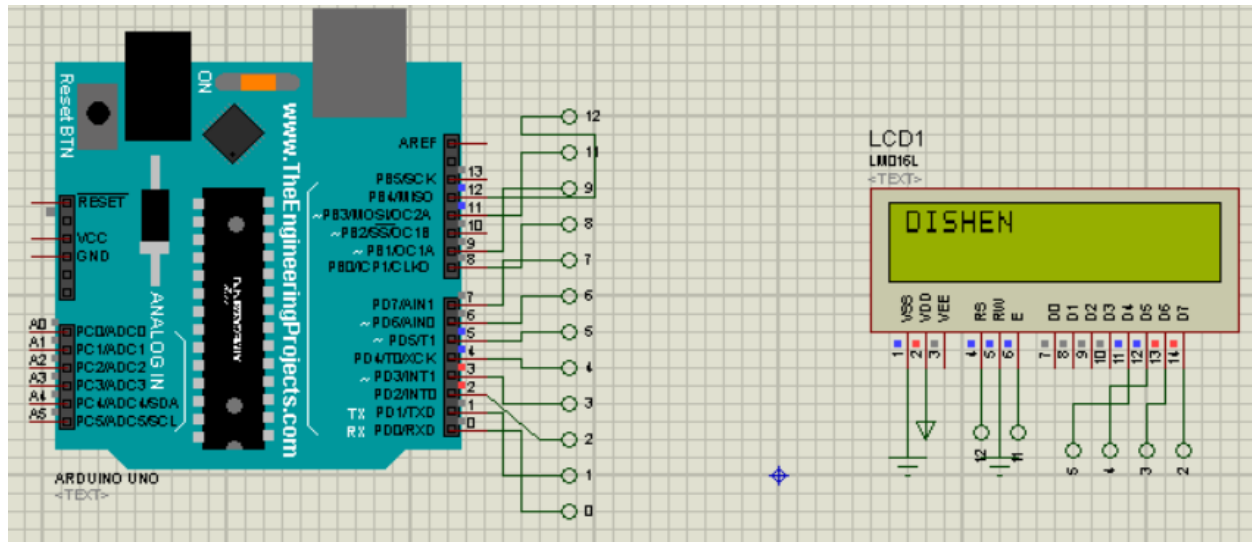 Reset BTN
ON
www.TheEngineeringProjects.com
ANALOG IN
RESET
VCC
GND
A0 PC0/ADC0
A1 PC1/ADC1
A2 PC2/ADC2
A3 PC3/ADC3
A4 PC4/ADC4/SDA
A5 PC5/ADC5/SCL
AREF
PB5/SCK 13
PB4/MISO 12
~PB3/MOSI/OC2A 11
~PB2/SS/OC1B 10
~PB1/OC1A 9
PB0/ICP1/CLKO 8
PD7/AIN1 7
~PD6/AIN0 6
~PD5/T1 5
PD4/T0/XCK 4
~PD3/INT1 3
PD2/INT0 2
TX PD1/TXD 1
RX PD0/RXD 0
ARDUINO UNO
<TEXT>
12
11
9
8
7
6
5
4
3
2
1
0
LCD1
LM016L
<TEXT>
DISHEN
VSS VDD VEE RS RW E D0 D1 D2 D3 D4 D5 D6 D7
1 2 3 4 5 6 7 8 9 10 11 12 13 14
12 11 5 4 3 2